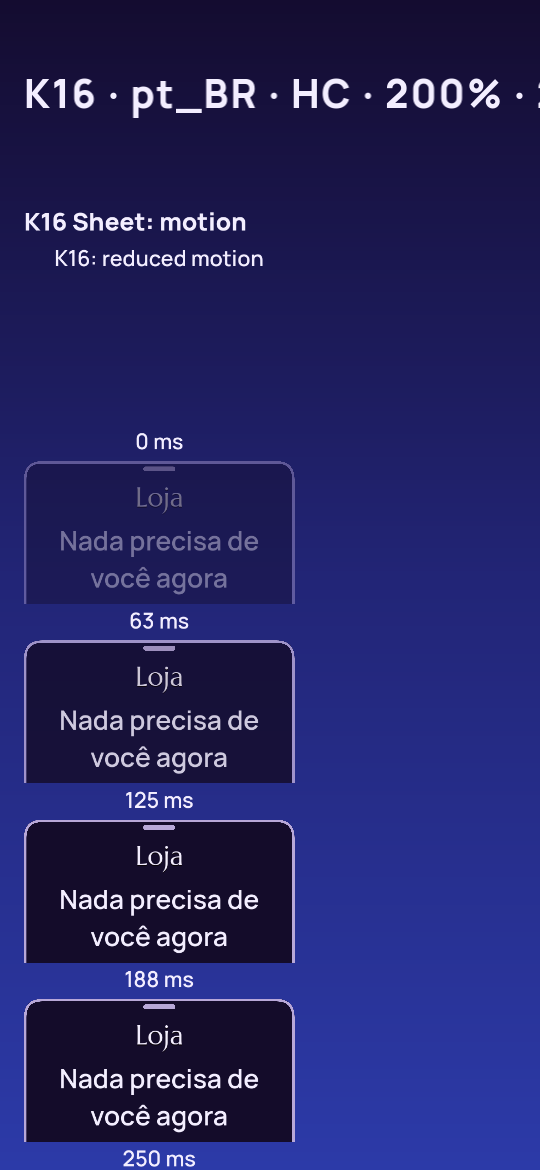 K16 · pt_BR · HC · 200% ·
K16 Sheet: motion
K16: reduced motion
0 ms
Loja
Nada precisa de
você agora
63 ms
Loja
Nada precisa de
você agora
125 ms
Loja
Nada precisa de
você agora
188 ms
Loja
Nada precisa de
você agora
250 ms